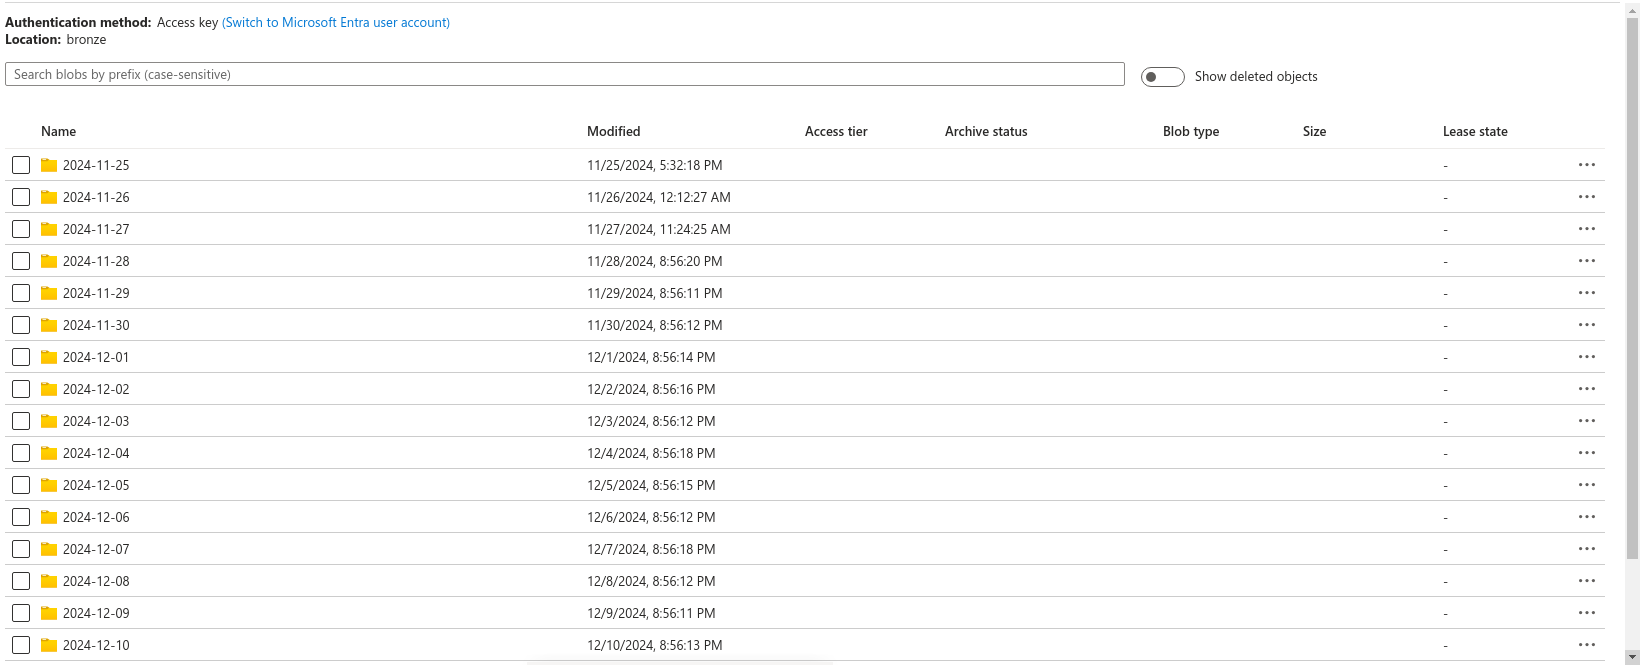 Authentication method: Access key (Switch to Microsoft Entra user account)
Location: bronze
Search blobs by prefix (case-sensitive)
Show deleted objects
Name Modified Access tier Archive status Blob type Size Lease state
2024-11-25 11/25/2024, 5:32:18 PM - ...
2024-11-26 11/26/2024, 12:12:27 AM - ...
2024-11-27 11/27/2024, 11:24:25 AM - ...
2024-11-28 11/28/2024, 8:56:20 PM - ...
2024-11-29 11/29/2024, 8:56:11 PM - ...
2024-11-30 11/30/2024, 8:56:12 PM - ...
2024-12-01 12/1/2024, 8:56:14 PM - ...
2024-12-02 12/2/2024, 8:56:16 PM - ...
2024-12-03 12/3/2024, 8:56:12 PM - ...
2024-12-04 12/4/2024, 8:56:18 PM - ...
2024-12-05 12/5/2024, 8:56:15 PM - ...
2024-12-06 12/6/2024, 8:56:12 PM - ...
2024-12-07 12/7/2024, 8:56:18 PM - ...
2024-12-08 12/8/2024, 8:56:12 PM - ...
2024-12-09 12/9/2024, 8:56:11 PM - ...
2024-12-10 12/10/2024, 8:56:13 PM - ...